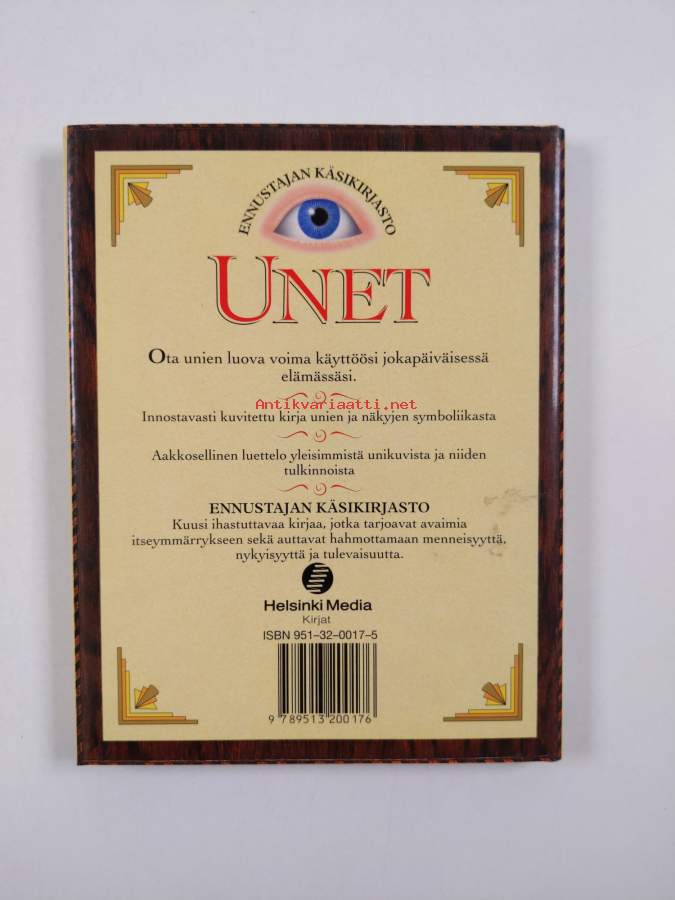 ENNUSTAJAN KÄSIKIRJASTO
UNET
Ota unien luova voima käyttöösi jokapäiväisessä
elämässäsi.
Antikvariaatti.net
Innostavasti kuvitettu kirja unien ja näkyjen symboliikasta
Aakkosellinen luettelo yleisimmistä unikuvista ja niiden
tulkinnoista
ENNUSTAJAN KÄSIKIRJASTO
Kuusi ihastuttavaa kirjaa, jotka tarjoavat avaimia
itseymmärrykseen sekä auttavat hahmottamaan menneisyyttä,
nykyisyyttä ja tulevaisuutta.
Helsinki Media
Kirjat
ISBN 951-32-0017-5
9 789513 200176